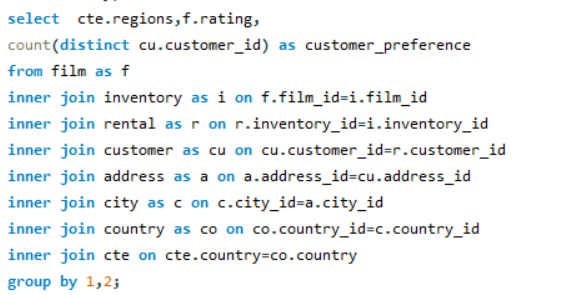 select  cte.regions,f.rating,
count(distinct cu.customer_id) as customer_preference
from film as f
inner join inventory as i on f.film_id=i.film_id
inner join rental as r on r.inventory_id=i.inventory_id
inner join customer as cu on cu.customer_id=r.customer_id
inner join address as a on a.address_id=cu.address_id
inner join city as c on c.city_id=a.city_id
inner join country as co on co.country_id=c.country_id
inner join cte on cte.country=co.country
group by 1,2;